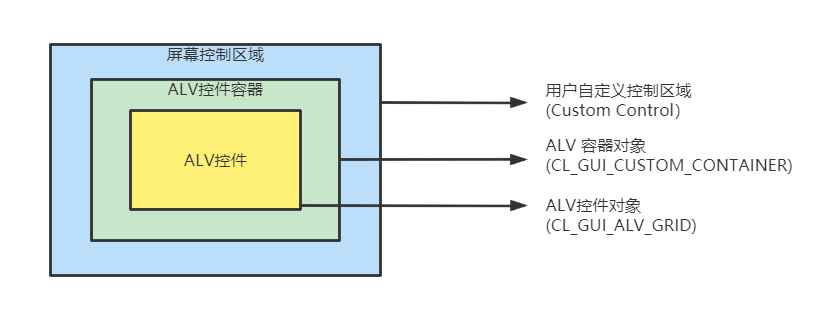 屏幕控制区域
ALV控件容器
ALV控件
用户自定义控制区域
(Custom Control)
ALV 容器对象
(CL_GUI_CUSTOM_CONTAINER)
ALV控件对象
(CL_GUI_ALV_GRID)